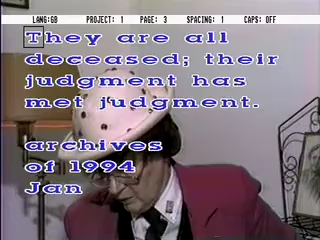 LANG:GB PROJECT: 1 PAGE: 3 SPACING: 1 CAPS: OFF
They are all
deceased; their
judgment has
met judgment.
archives
of 1994
Jan